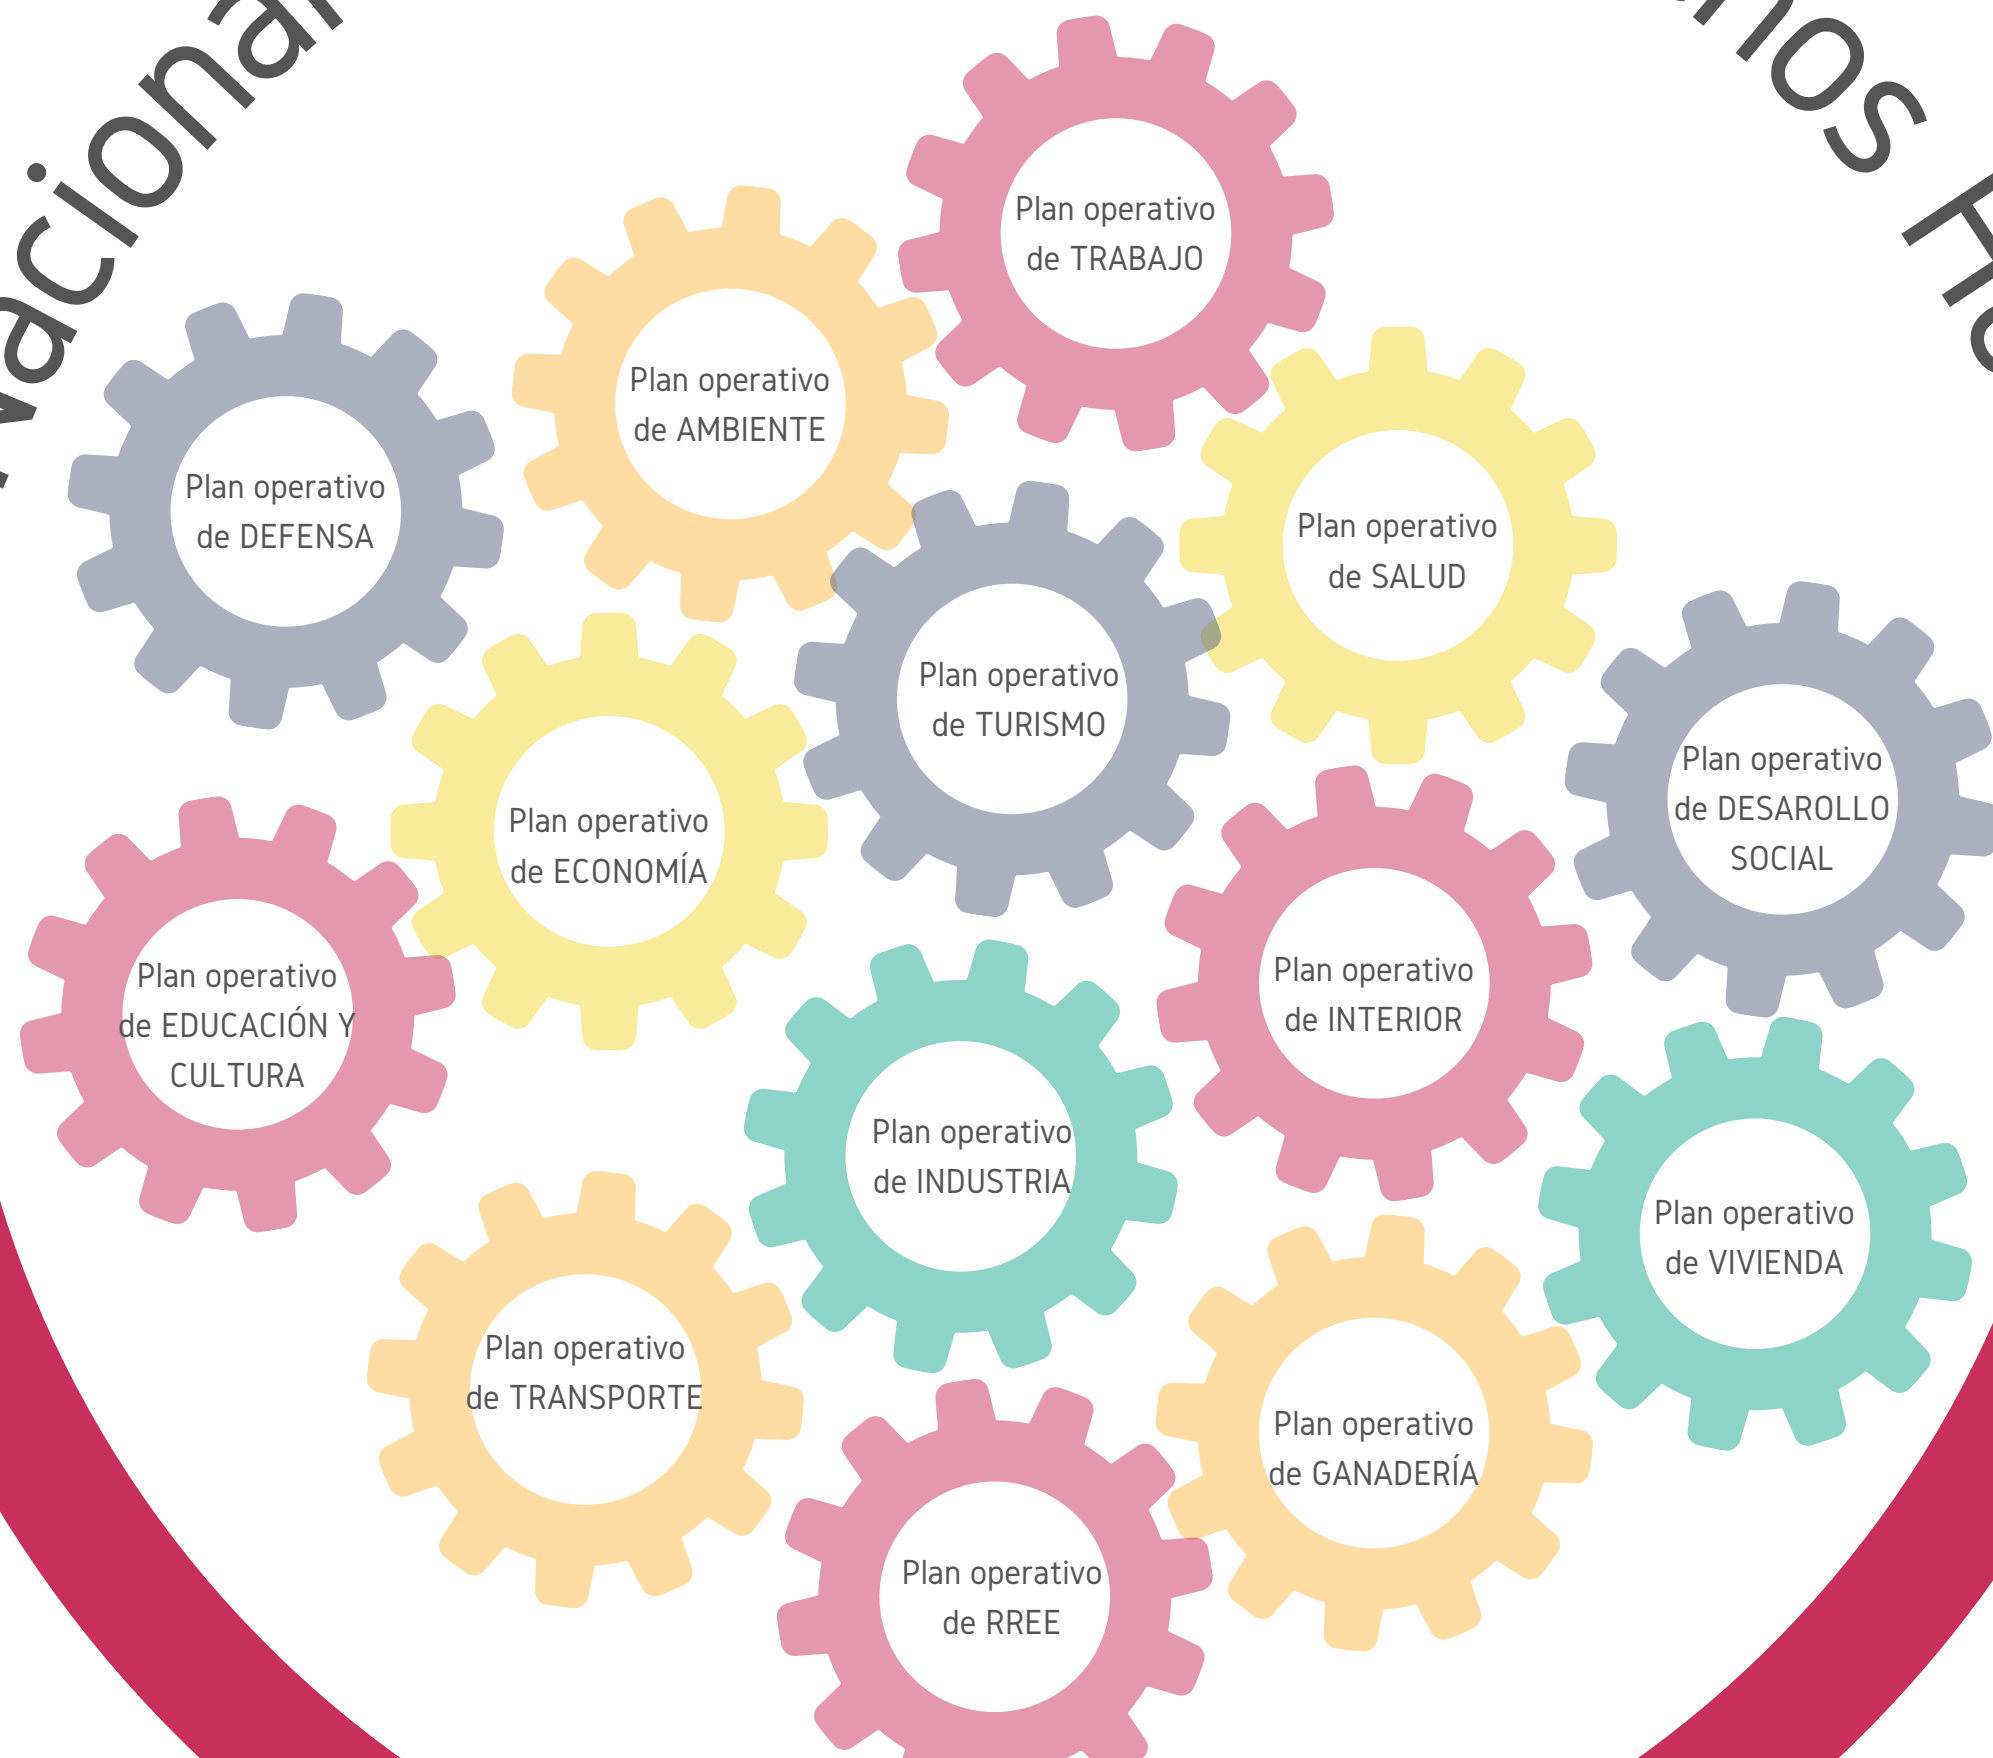 Nacional
nos H
Plan operativo
de TRABAJO
Plan operativo
de AMBIENTE
Plan operativo
de DEFENSA
Plan operativo
de SALUD
Plan operativo
de TURISMO
Plan operativo
de DESAROLLO
SOCIAL
Plan operativo
de ECONOMÍA
Plan operativo
de EDUCACIÓN Y
CULTURA
Plan operativo
de INTERIOR
Plan operativo
de INDUSTRIA
Plan operativo
de VIVIENDA
Plan operativo
de TRANSPORTE
Plan operativo
de GANADERÍA
Plan operativo
de RREE